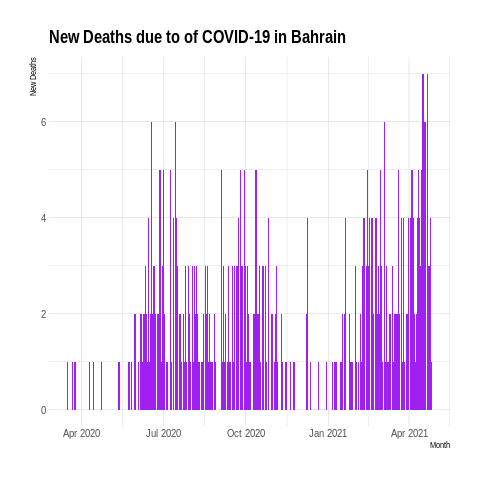 New Deaths due to of COVID-19 in Bahrain
New Deaths
6
4
2
0
Apr 2020 Jul 2020 Oct 2020 Jan 2021 Apr 2021
Month